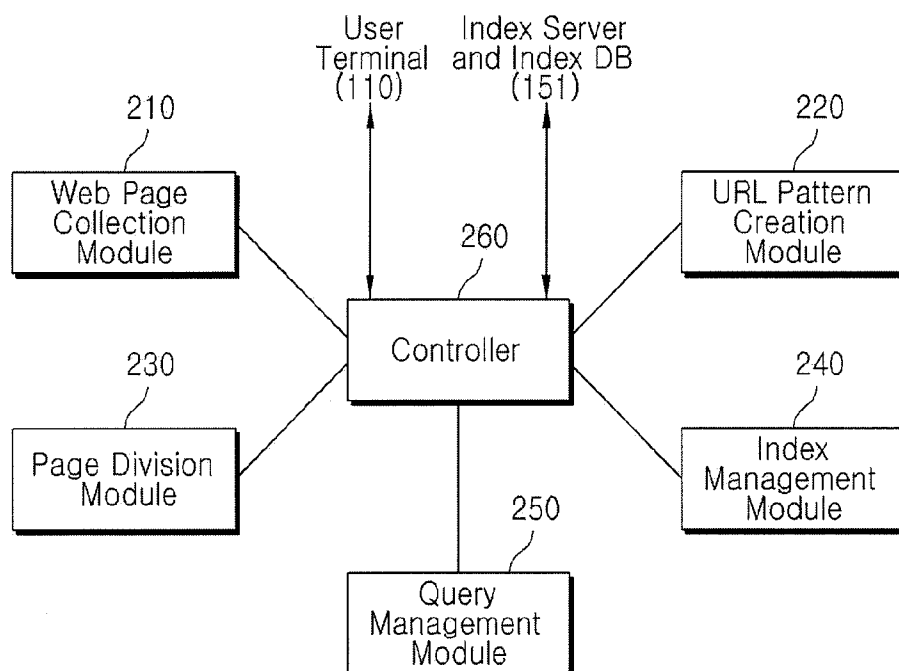 User
Terminal
(110)
Index Server
and Index DB
(151)
210
Web Page
Collection
Module
220
URL Pattern
Creation
Module
260
Controller
230
Page Division
Module
240
Index
Management
Module
250
Query
Management
Module